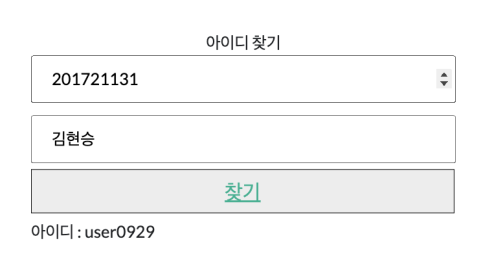 아이디 찾기
201721131
김현승
찾기
아이디 : user0929